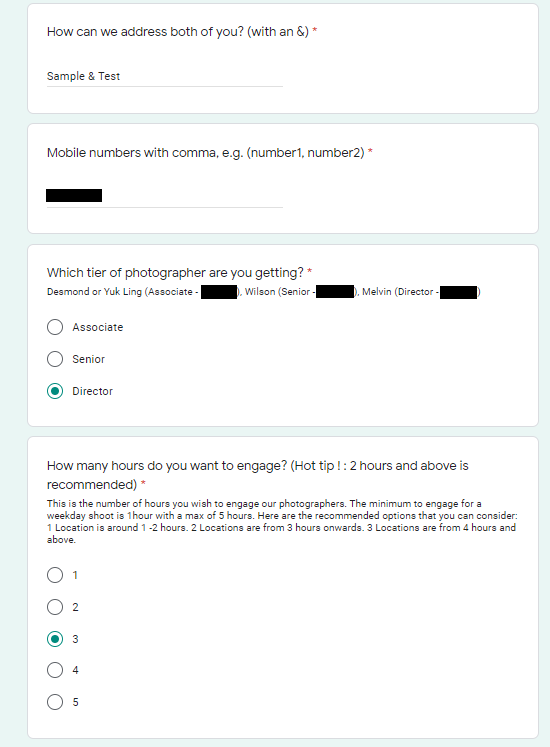 How can we address both of you? (with an &) *
Sample & Test
Mobile numbers with comma, e.g. (number1, number2) *
Which tier of photographer are you getting? *
Desmond or Yuk Ling (Associate - ), Wilson (Senior - ), Melvin (Director - )
Associate
Senior
Director
How many hours do you want to engage? (Hot tip ! : 2 hours and above is
recommended) *
This is the number of hours you wish to engage our photographers. The minimum to engage for a
weekday shoot is 1hour with a max of 5 hours. Here are the recommended options that you can consider:
1 Location is around 1 -2 hours. 2 Locations are from 3 hours onwards. 3 Locations are from 4 hours and
above.
1
2
3
4
5